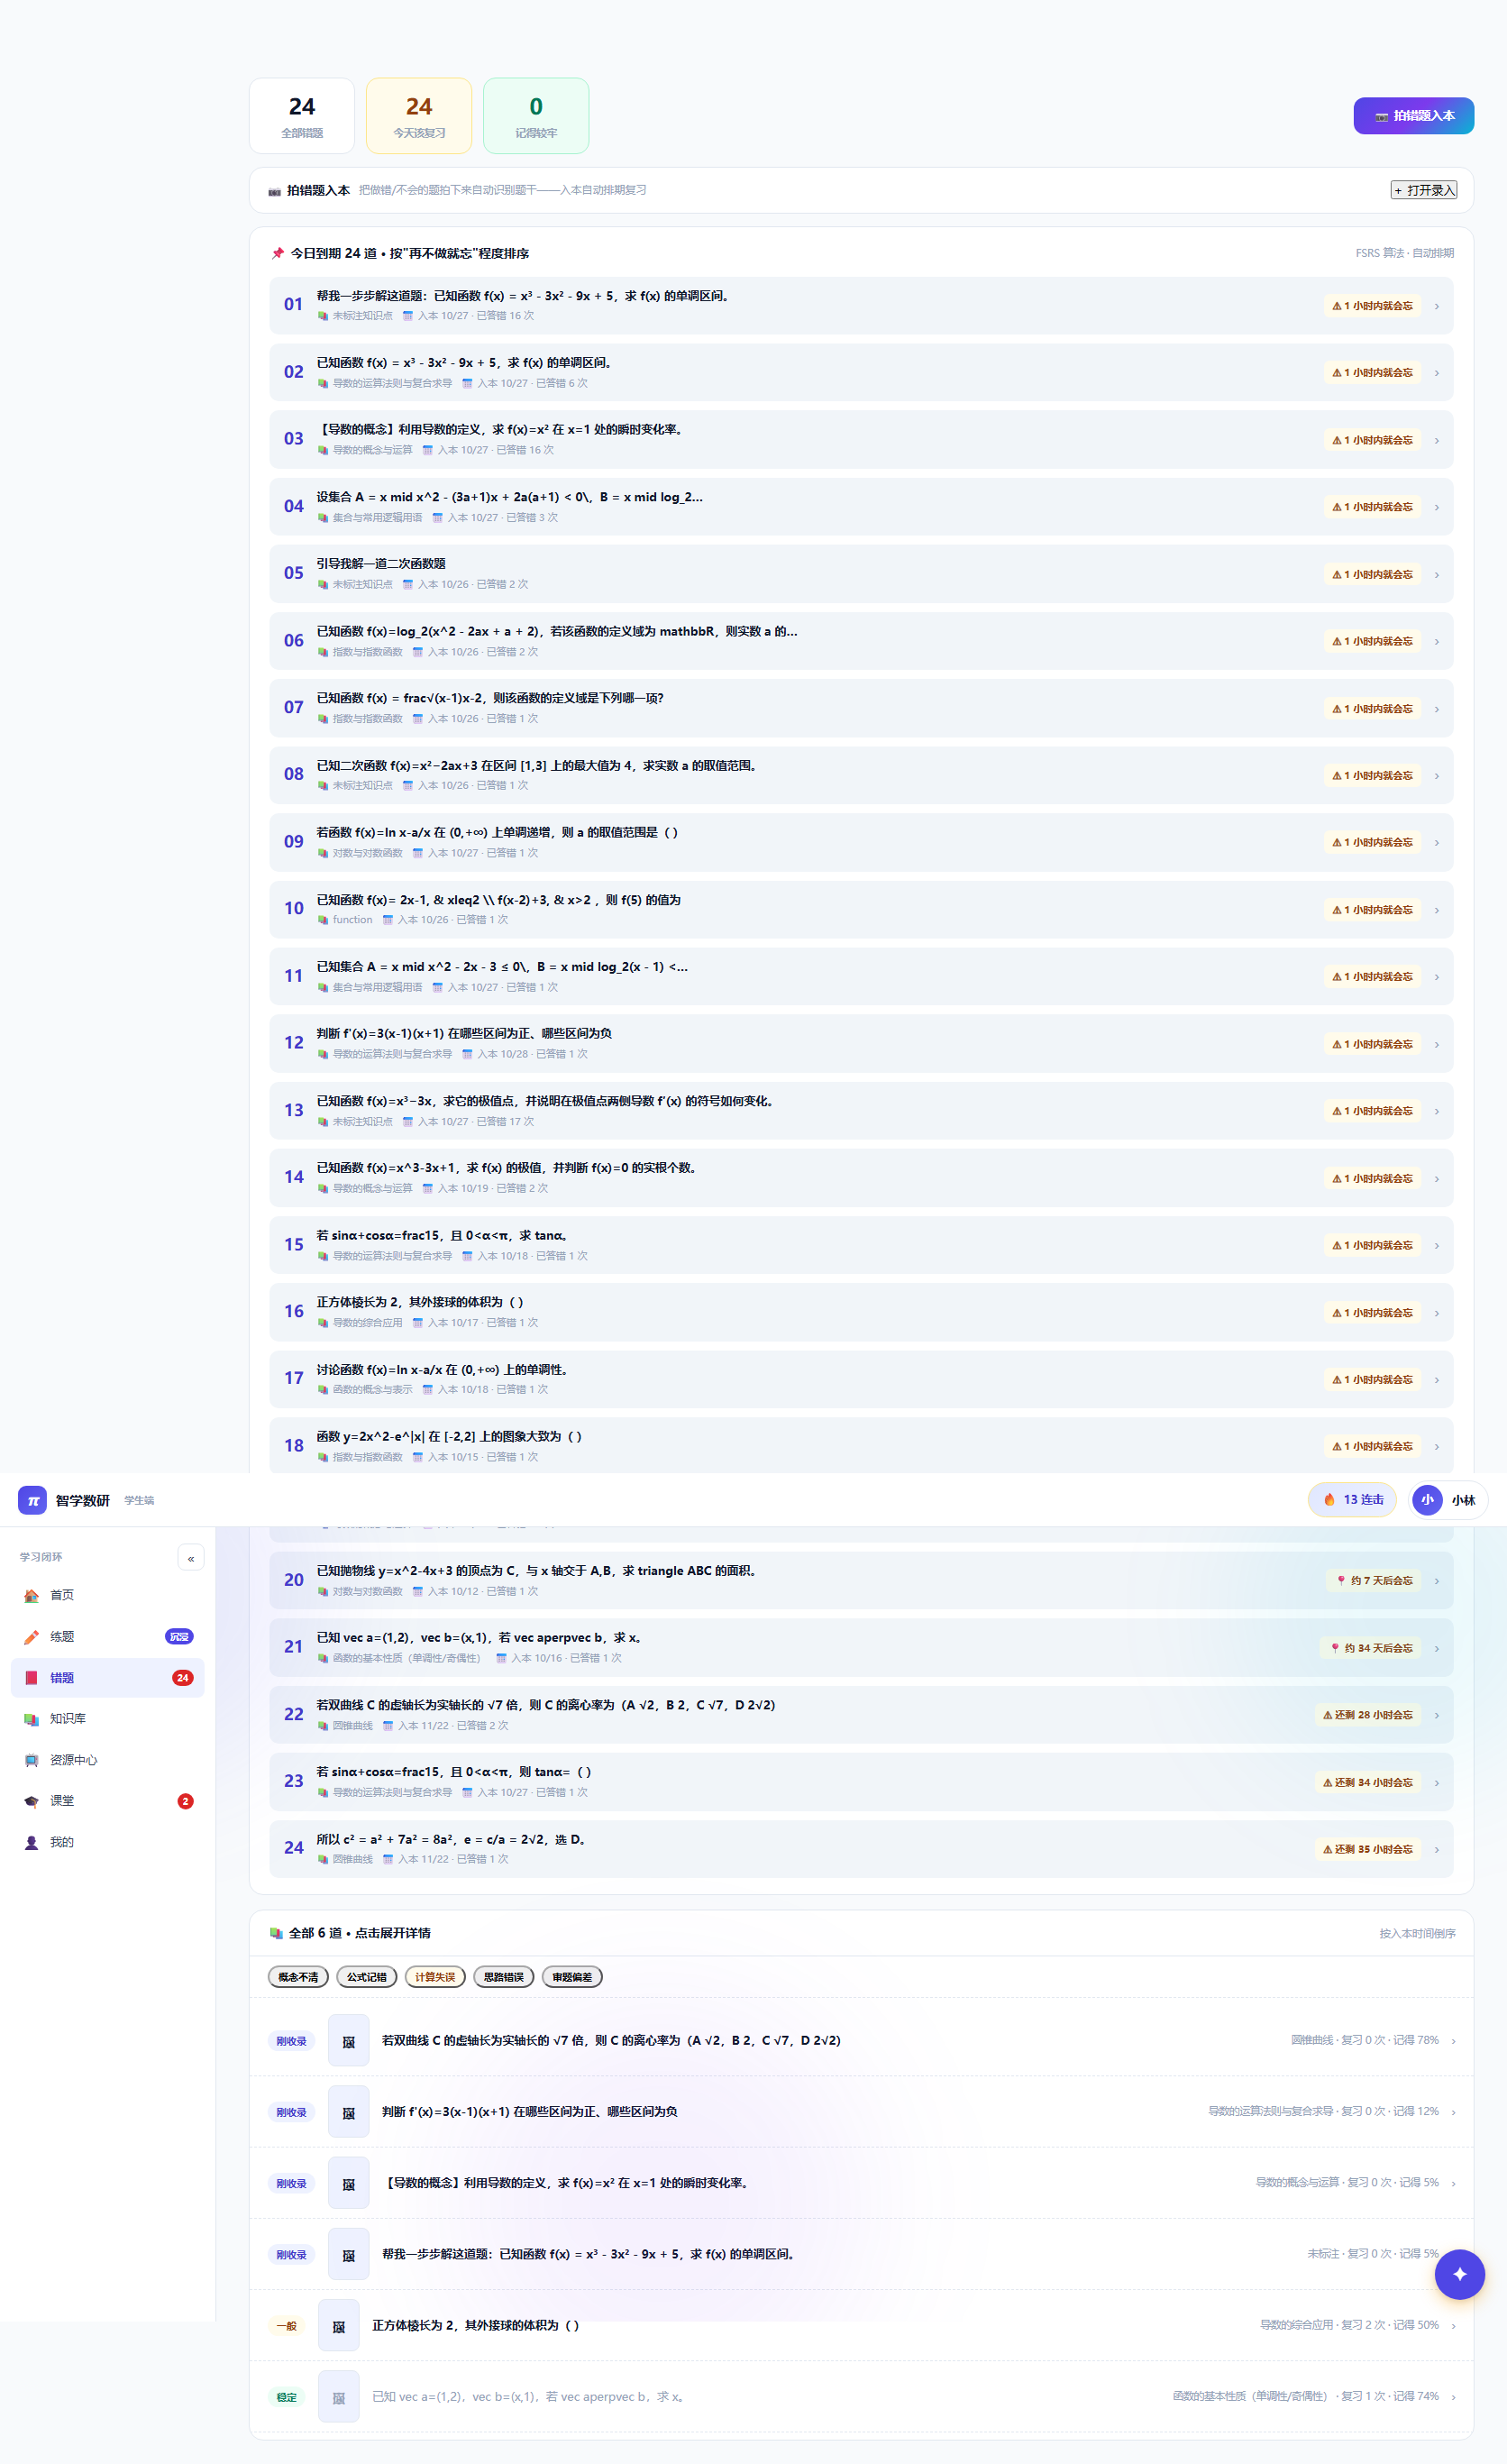 24
全部错题
24
今天该复习
0
记得较牢
拍错题入本
拍错题入本 把做错/不会的题拍下来自动识别题干——入本自动排期复习
+ 打开录入
今日到期 24 道 • 按"再不做就忘"程度排序
FSRS 算法 · 自动排期
01
帮我一步步解这道题：已知函数 f(x) = x³ - 3x² - 9x + 5，求 f(x) 的单调区间。
未标注知识点 入本 10/27 · 已答错 16 次
1 小时内就会忘 ›
02
已知函数 f(x) = x³ - 3x² - 9x + 5，求 f(x) 的单调区间。
导数的运算法则与复合求导 入本 10/27 · 已答错 6 次
1 小时内就会忘 ›
03
【导数的概念】利用导数的定义，求 f(x)=x² 在 x=1 处的瞬时变化率。
导数的概念与运算 入本 10/27 · 已答错 16 次
1 小时内就会忘 ›
04
设集合 A = x mid x^2 - (3a+1)x + 2a(a+1) < 0\, B = x mid log_2...
集合与常用逻辑用语 入本 10/27 · 已答错 3 次
1 小时内就会忘 ›
05
引导我解一道二次函数题
未标注知识点 入本 10/26 · 已答错 2 次
1 小时内就会忘 ›
06
已知函数 f(x)=log_2(x^2 - 2ax + a + 2)，若该函数的定义域为 mathbbR，则实数 a 的...
指数与指数函数 入本 10/26 · 已答错 2 次
1 小时内就会忘 ›
07
已知函数 f(x) = frac√(x-1)x-2，则该函数的定义域是下列哪一项?
指数与指数函数 入本 10/26 · 已答错 1 次
1 小时内就会忘 ›
08
已知二次函数 f(x)=x²−2ax+3 在区间 [1,3] 上的最大值为 4，求实数 a 的取值范围。
未标注知识点 入本 10/26 · 已答错 1 次
1 小时内就会忘 ›
09
若函数 f(x)=ln x-a/x 在 (0,+∞) 上单调递增，则 a 的取值范围是（ ）
对数与对数函数 入本 10/27 · 已答错 1 次
1 小时内就会忘 ›
10
已知函数 f(x)= 2x-1, & xleq2 \\ f(x-2)+3, & x>2 ，则 f(5) 的值为
function 入本 10/26 · 已答错 1 次
1 小时内就会忘 ›
11
已知集合 A = x mid x^2 - 2x - 3 ≤ 0\, B = x mid log_2(x - 1) <...
集合与常用逻辑用语 入本 10/27 · 已答错 1 次
1 小时内就会忘 ›
12
判断 f'(x)=3(x-1)(x+1) 在哪些区间为正、哪些区间为负
导数的运算法则与复合求导 入本 10/28 · 已答错 1 次
1 小时内就会忘 ›
13
已知函数 f(x)=x³−3x，求它的极值点，并说明在极值点两侧导数 f′(x) 的符号如何变化。
未标注知识点 入本 10/27 · 已答错 17 次
1 小时内就会忘 ›
14
已知函数 f(x)=x^3-3x+1，求 f(x) 的极值，并判断 f(x)=0 的实根个数。
导数的概念与运算 入本 10/19 · 已答错 2 次
1 小时内就会忘 ›
15
若 sinα+cosα=frac15，且 0<α<π，求 tanα。
导数的运算法则与复合求导 入本 10/18 · 已答错 1 次
1 小时内就会忘 ›
16
正方体棱长为 2，其外接球的体积为（ ）
导数的综合应用 入本 10/17 · 已答错 1 次
1 小时内就会忘 ›
17
讨论函数 f(x)=ln x-a/x 在 (0,+∞) 上的单调性。
函数的概念与表示 入本 10/18 · 已答错 1 次
1 小时内就会忘 ›
18
函数 y=2x^2-e^|x| 在 [-2,2] 上的图象大致为（ ）
指数与指数函数 入本 10/15 · 已答错 1 次
1 小时内就会忘 ›
π 智学数研 学生端
13 连击
小 小林
学习闭环 «
首页
练题 沉浸
错题 24
知识库
资源中心
课堂 2
我的
20
已知抛物线 y=x^2-4x+3 的顶点为 C，与 x 轴交于 A,B，求 triangle ABC 的面积。
对数与对数函数 入本 10/12 · 已答错 1 次
约 7 天后会忘 ›
21
已知 vec a=(1,2)，vec b=(x,1)，若 vec aperpvec b，求 x。
函数的基本性质（单调性/奇偶性） 入本 10/16 · 已答错 1 次
约 34 天后会忘 ›
22
若双曲线 C 的虚轴长为实轴长的 √7 倍，则 C 的离心率为（A √2，B 2，C √7，D 2√2）
圆锥曲线 入本 11/22 · 已答错 2 次
还剩 28 小时会忘 ›
23
若 sinα+cosα=frac15，且 0<α<π，则 tanα=（ ）
导数的运算法则与复合求导 入本 10/27 · 已答错 1 次
还剩 34 小时会忘 ›
24
所以 c² = a² + 7a² = 8a²，e = c/a = 2√2，选 D。
圆锥曲线 入本 11/22 · 已答错 1 次
还剩 35 小时会忘 ›
全部 6 道 • 点击展开详情
按入本时间倒序
概念不清 公式记错 计算失误 思路错误 审题偏差
刚收录 若双曲线 C 的虚轴长为实轴长的 √7 倍，则 C 的离心率为（A √2，B 2，C √7，D 2√2） 圆锥曲线 · 复习 0 次 · 记得 78% ›
刚收录 判断 f'(x)=3(x-1)(x+1) 在哪些区间为正、哪些区间为负 导数的运算法则与复合求导 · 复习 0 次 · 记得 12% ›
刚收录 【导数的概念】利用导数的定义，求 f(x)=x² 在 x=1 处的瞬时变化率。 导数的概念与运算 · 复习 0 次 · 记得 5% ›
刚收录 帮我一步步解这道题：已知函数 f(x) = x³ - 3x² - 9x + 5，求 f(x) 的单调区间。 未标注 · 复习 0 次 · 记得 5%
一般 正方体棱长为 2，其外接球的体积为（ ） 导数的综合应用 · 复习 2 次 · 记得 50% ›
稳定 已知 vec a=(1,2)，vec b=(x,1)，若 vec aperpvec b，求 x。 函数的基本性质（单调性/奇偶性） · 复习 1 次 · 记得 74% ›